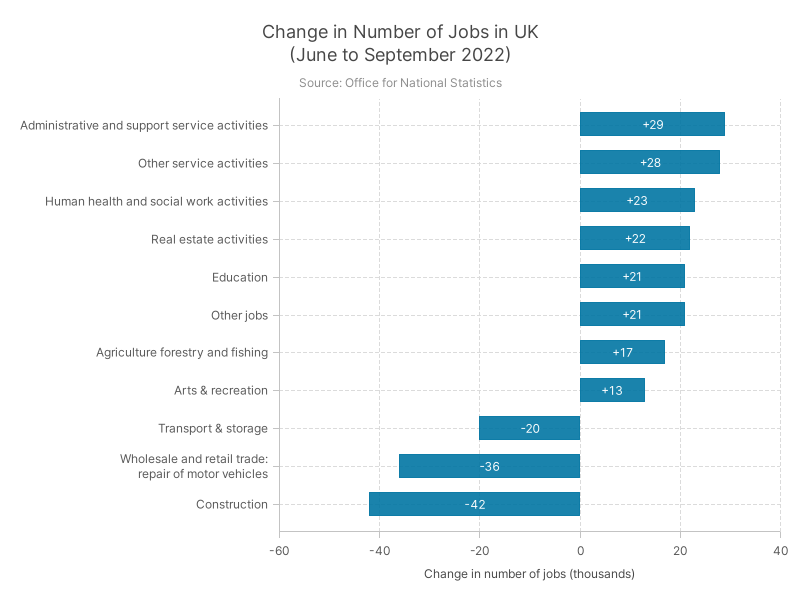 Change in Number of Jobs in UK
(June to September 2022)
Source: Office for National Statistics
Administrative and support service activities
+29
Other service activities
+28
Human health and social work activities
+23
Real estate activities
+22
Education
+21
Other jobs
+21
Agriculture forestry and fishing
+17
Arts & recreation
+13
Transport & storage
-20
Wholesale and retail trade:
repair of motor vehicles
-36
Construction
-42
-60
-40
-20
0
20
40
Change in number of jobs (thousands)